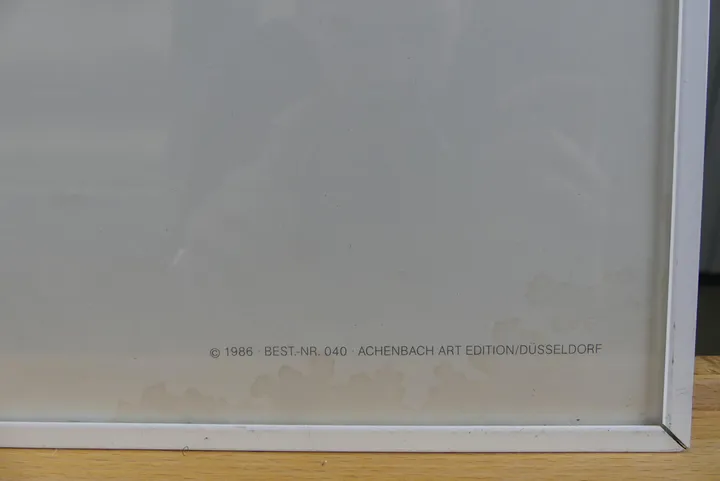 © 1986 · BEST.-NR. 040 · ACHENBACH ART EDITION/DÜSSELDORF